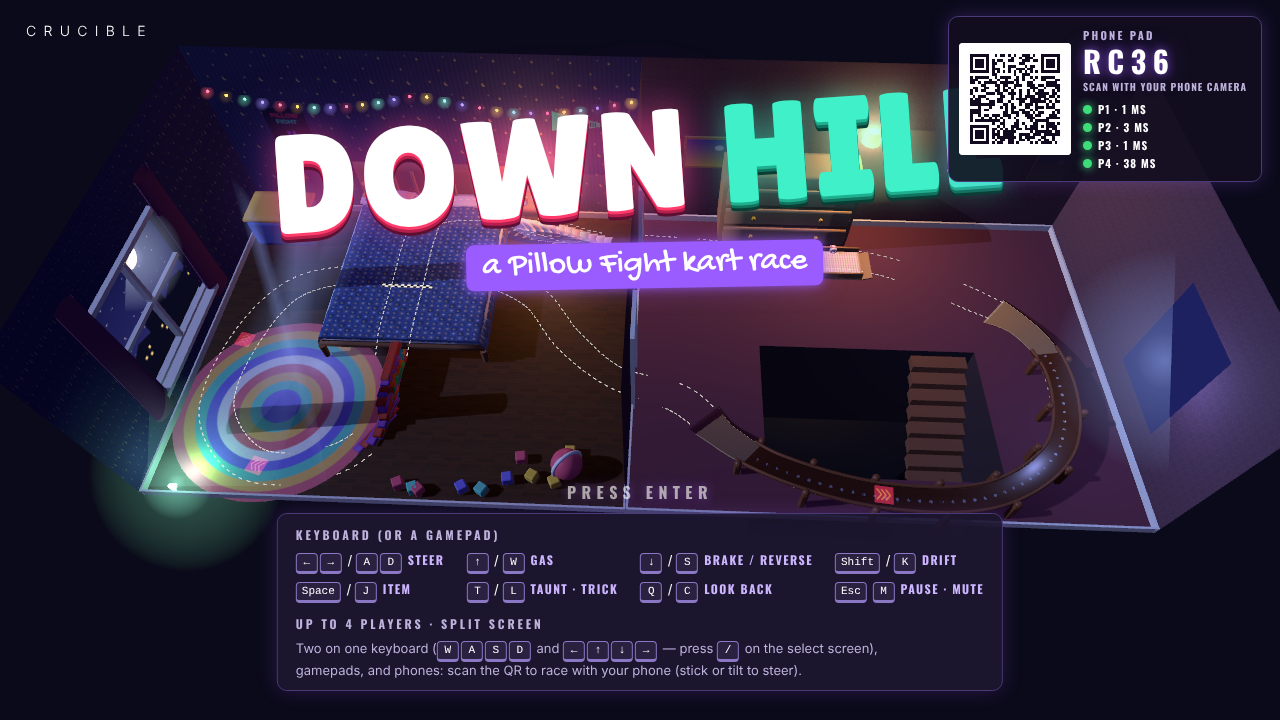 CRUCIBLE
DOWN HILL
a Pillow Fight kart race
PHONE PAD
RC36
SCAN WITH YOUR PHONE CAMERA
P1 · 1 MS
P2 · 3 MS
P3 · 1 MS
P4 · 38 MS
PRESS ENTER
KEYBOARD (OR A GAMEPAD)
← → / A D STEER ↑ / W GAS ↓ / S BRAKE / REVERSE Shift / K DRIFT
Space / J ITEM T / L TAUNT · TRICK Q / C LOOK BACK Esc M PAUSE · MUTE
UP TO 4 PLAYERS · SPLIT SCREEN
Two on one keyboard (W A S D and ← ↑ ↓ → — press / on the select screen),
gamepads, and phones: scan the QR to race with your phone (stick or tilt to steer).